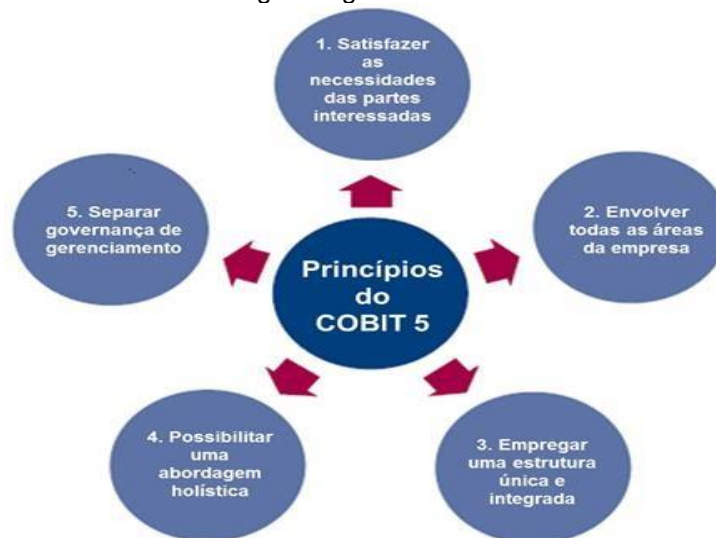 1. Satisfazer
as
necessidades
das partes
interessadas
2. Envolver
todas as áreas
da empresa
3. Empregar
uma estrutura
única e
integrada
4. Possibilitar
uma
abordagem
holística
5. Separar
governança de
gerenciamento
Princípios
do
COBIT 5